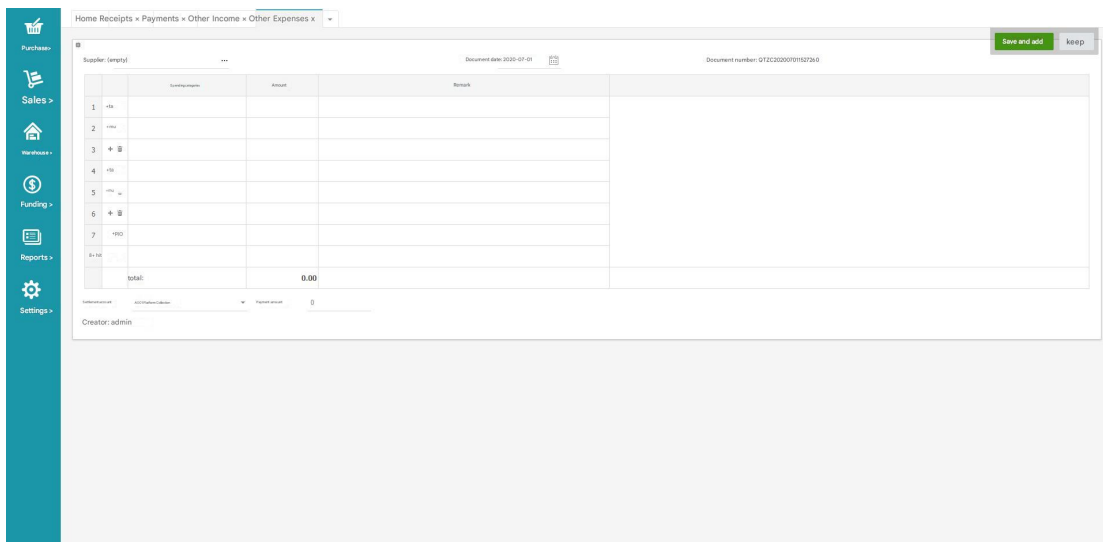 Home Receipts × Payments × Other Income × Other Expenses x
Save and add
keep
Purchase>
Sales >
Warehouse >
Funding >
Reports >
Settings >
Supplier: (empty)
...
Document date: 2020-07-01
Document number: QTZC202007011527260
Amount
Remark
1
2
3 +
4
5
6 +
7
total: 0.00
Payment amount
0
Creator: admin